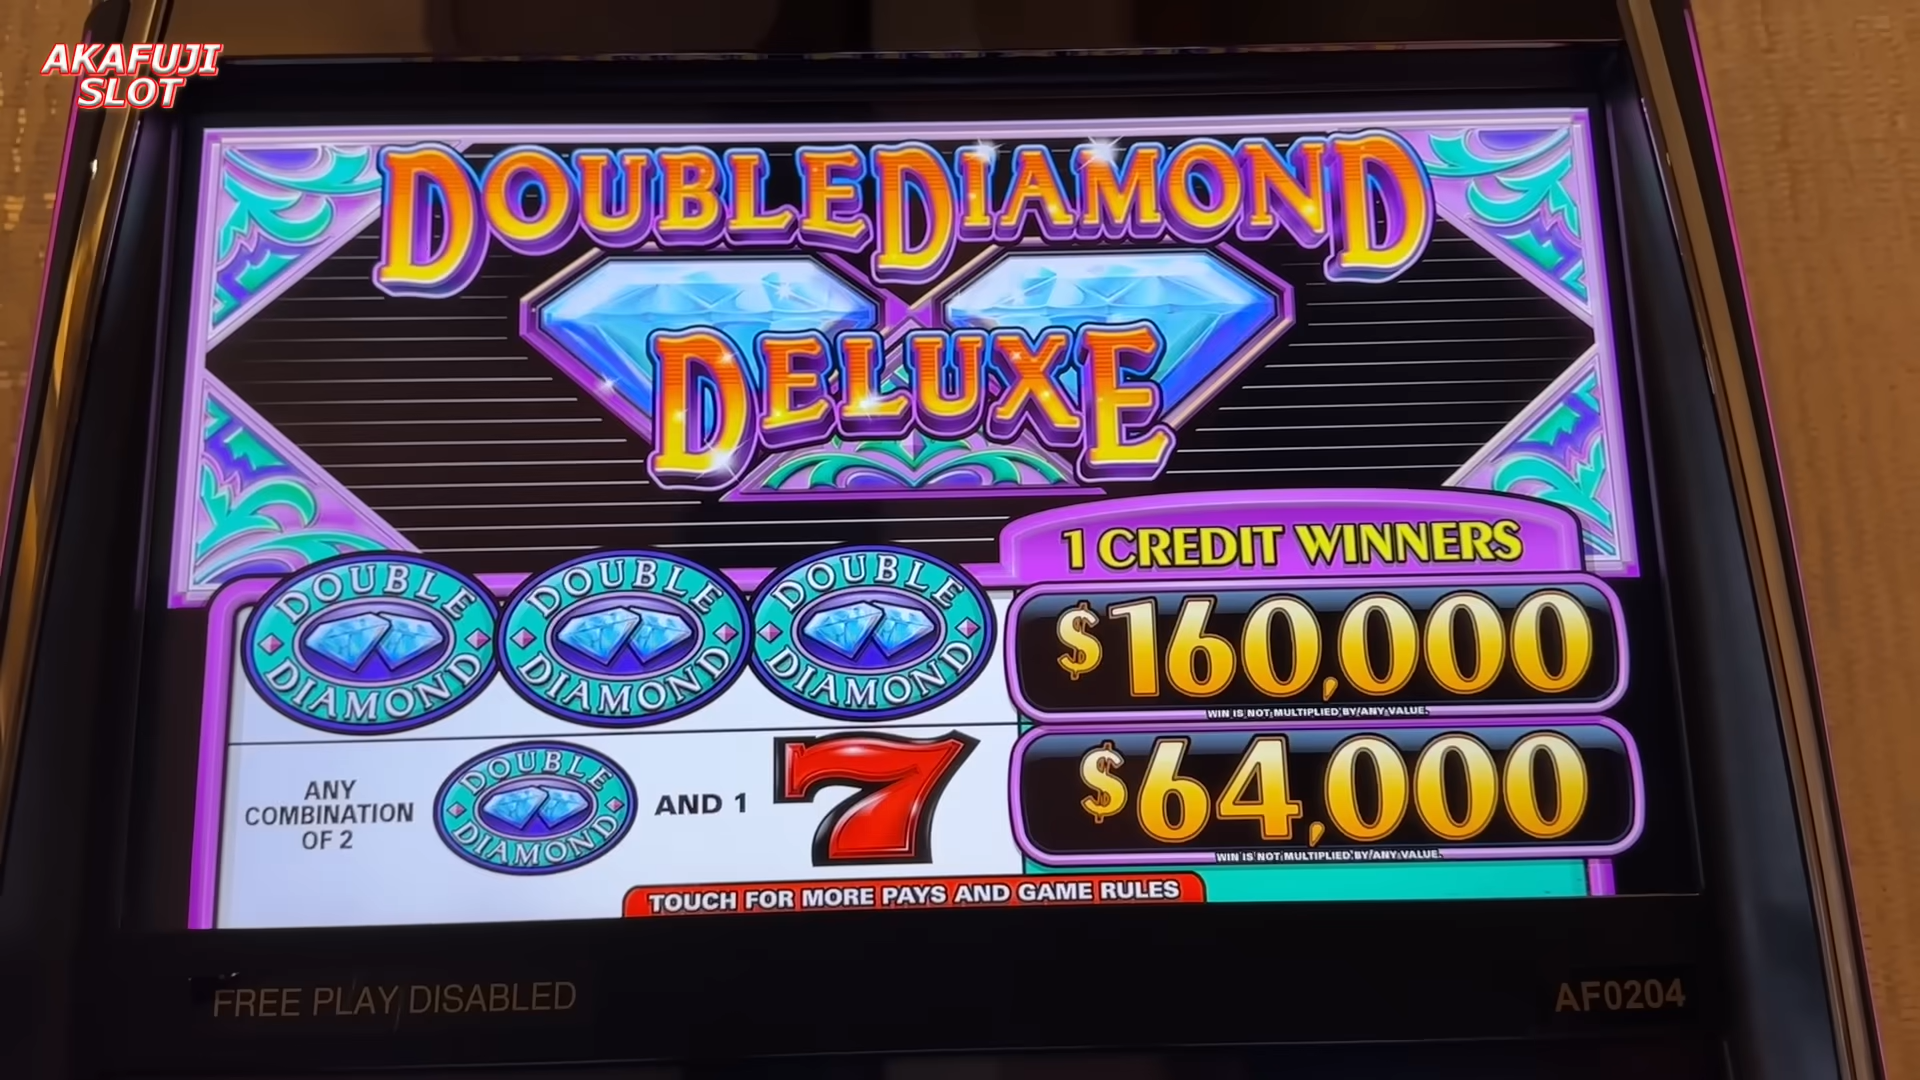 AKAFUJI
SLOT
DOUBLE DIAMOND
DELUXE
1 CREDIT WINNERS
DOUBLE
DIAMOND
DOUBLE
DIAMOND
DOUBLE
DIAMOND
$160,000
WIN IS NOT MULTIPLIED BY ANY VALUE.
ANY
COMBINATION
OF 2
DOUBLE
DIAMOND
AND 1
7
$64,000
WIN IS NOT MULTIPLIED BY ANY VALUE.
TOUCH FOR MORE PAYS AND GAME RULES
FREE PLAY DISABLED
AF0204